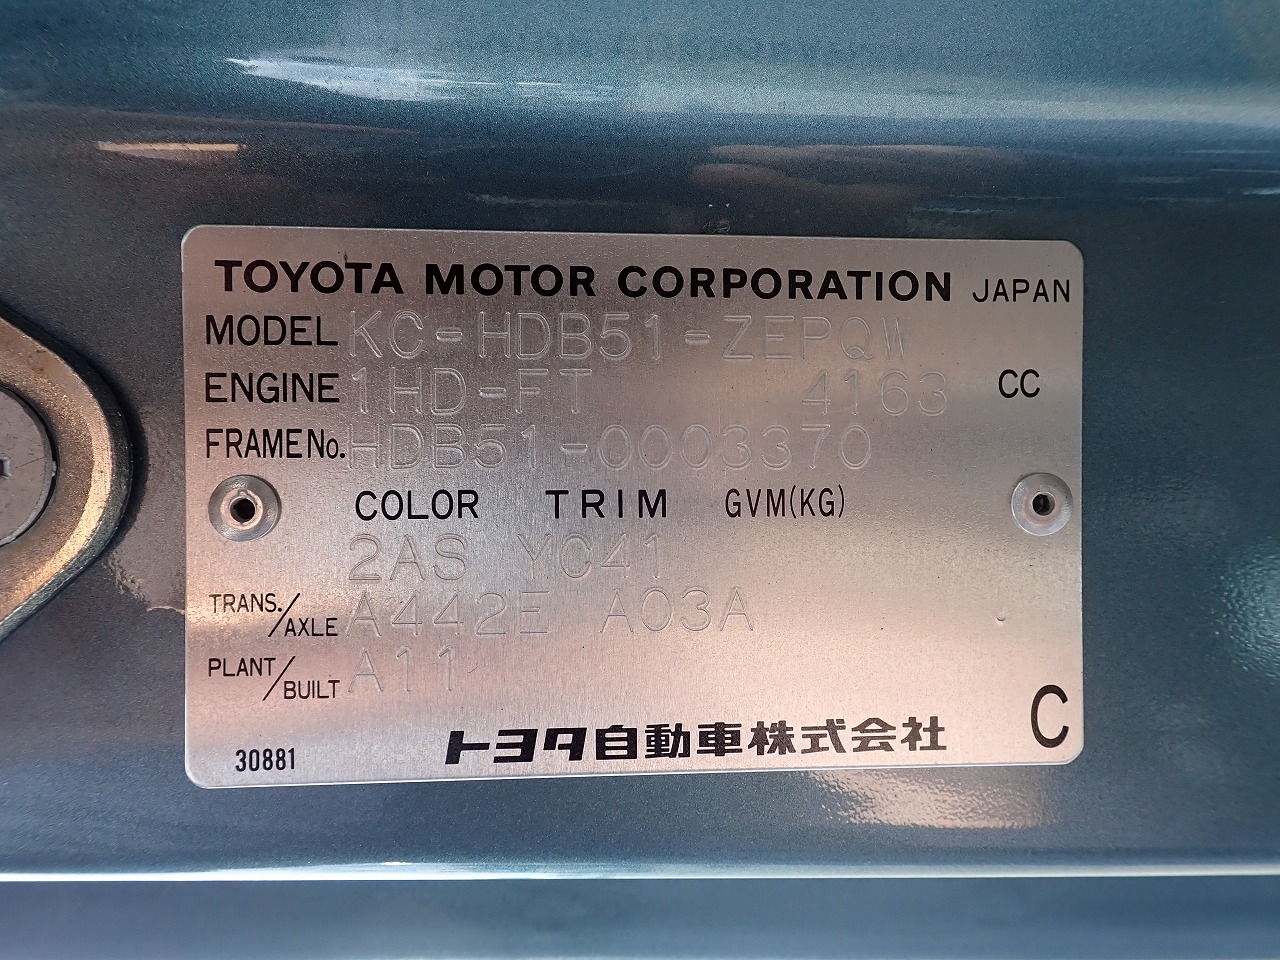 TOYOTA MOTOR CORPORATION JAPAN
MODEL KC-HDB51-ZEPQW
ENGINE 1HD-FT 4163 CC
FRAME No. HDB51-0003370
COLOR TRIM GVM(KG)
2AS YC41
TRANS./AXLE A442E A03A
PLANT/BUILT A11
トヨタ自動車株式会社 C
30881